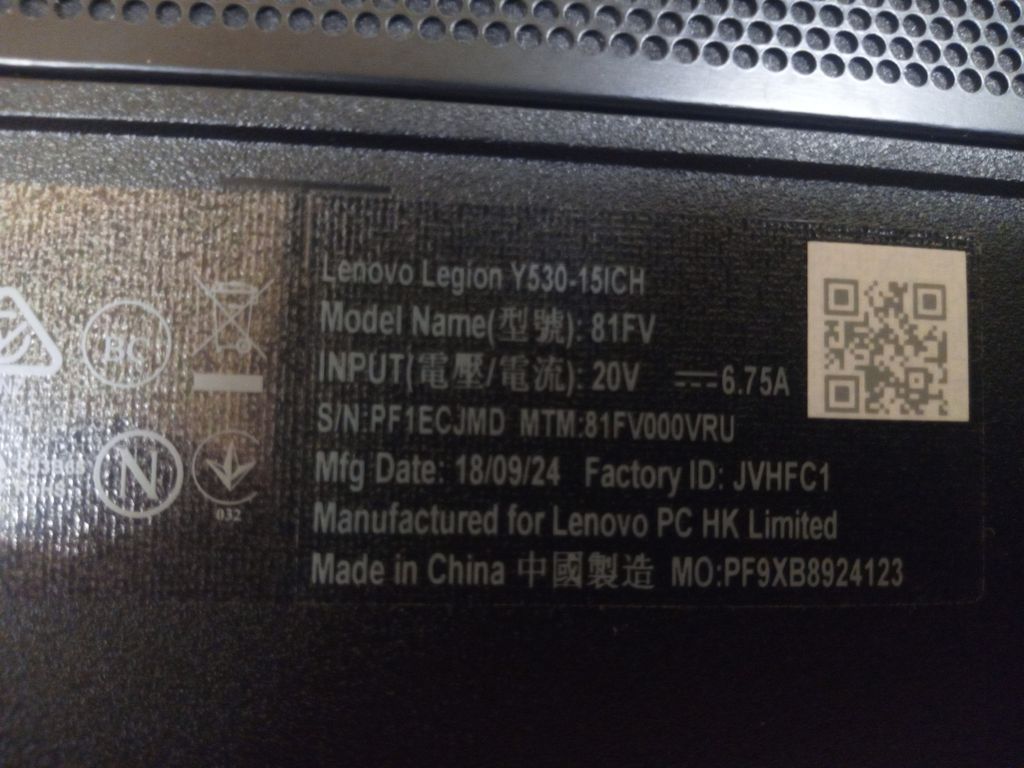 Lenovo Legion Y530-15ICH
Model Name(型號): 81FV
INPUT(電壓/電流): 20V ⎓6.75A
S/N:PF1ECJMD MTM:81FV000VRU
Mfg Date: 18/09/24 Factory ID: JVHFC1
Manufactured for Lenovo PC HK Limited
Made in China 中國製造 MO:PF9XB8924123
BC
N
032